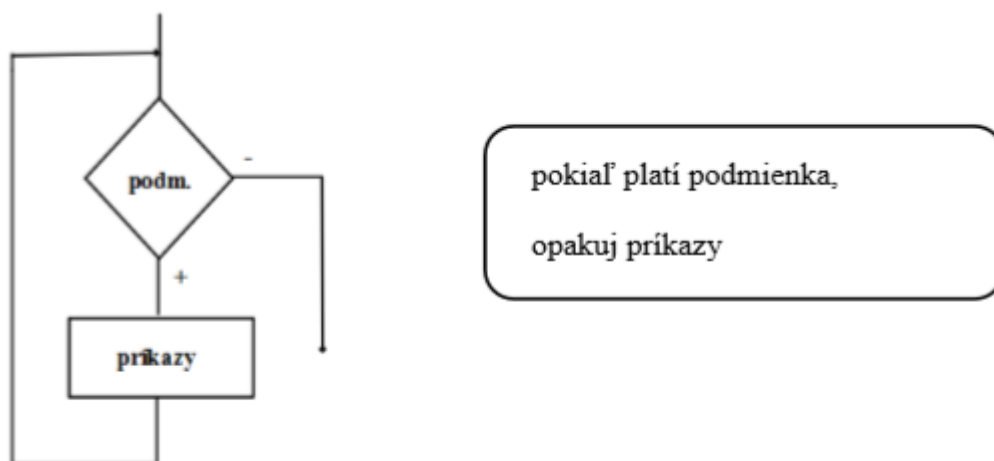 podm.
-
+
príkazy
pokiaľ platí podmienka,
opakuj príkazy